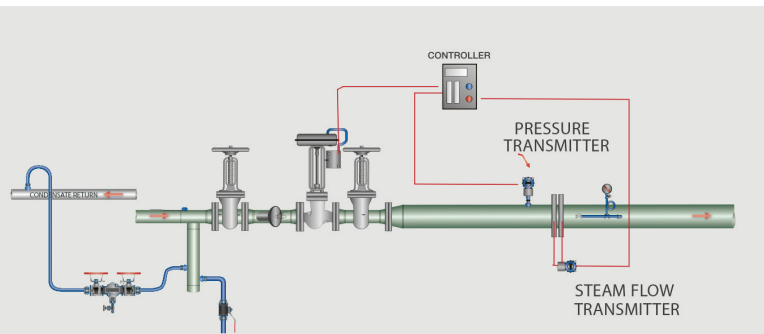 CONTROLLER
PRESSURE
TRANSMITTER
CONDENSATE RETURN
STEAM FLOW
TRANSMITTER